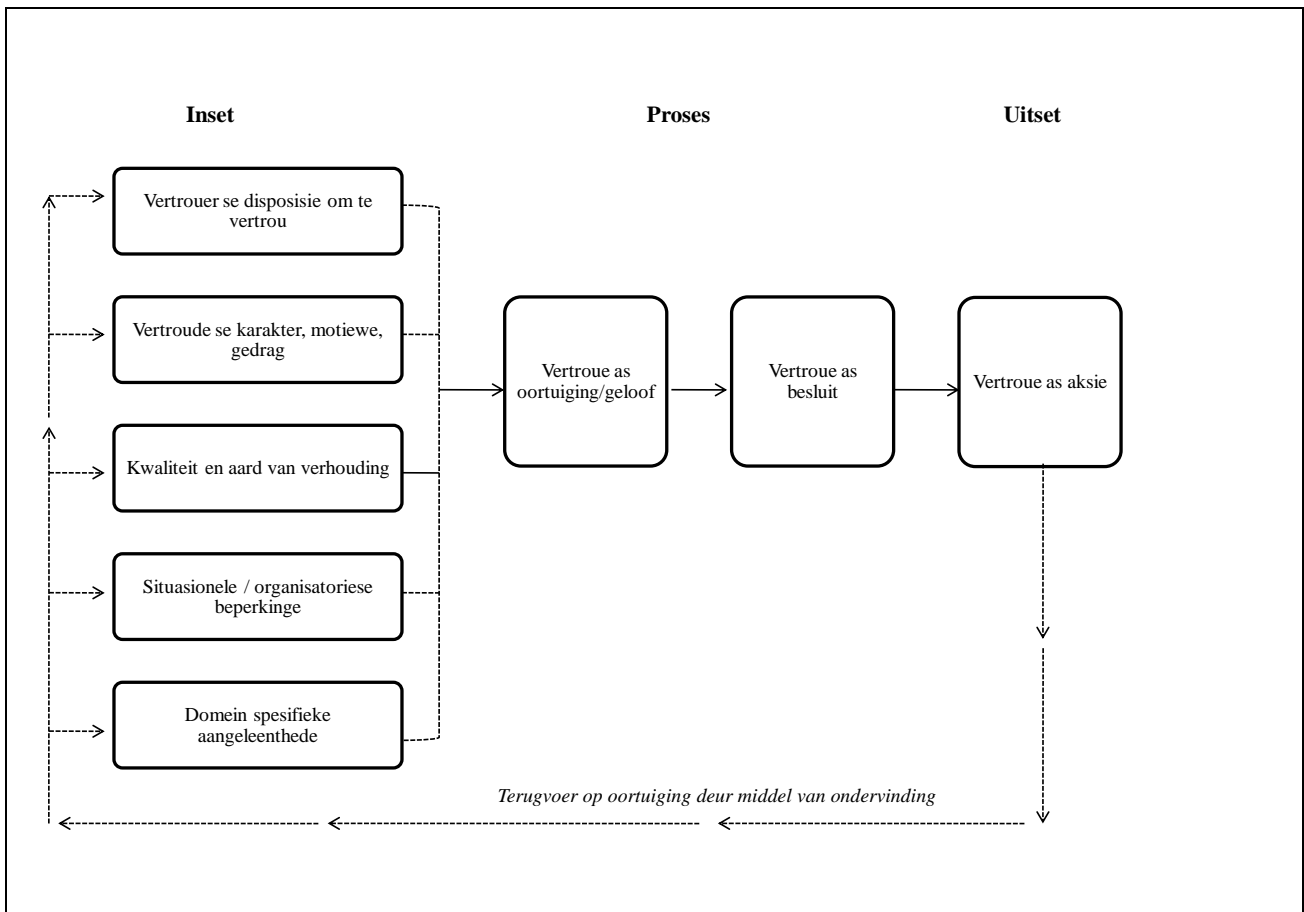 Inset
Proses
Uitset
Vertrouer se disposisie om te
vertrou
Vertroude se karakter, motiewe,
gedrag
Kwaliteit en aard van verhouding
Situasionele / organisatoriese
beperkinge
Domein spesifieke
aangeleenthede
Vertroue as
oortuiging/geloof
Vertroue as
besluit
Vertroue as aksie
Terugvoer op oortuiging deur middel van ondervinding